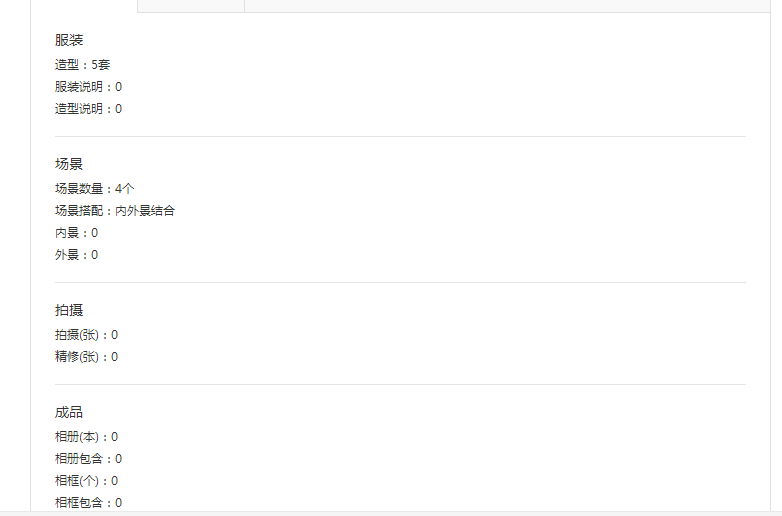 服装
造型：5套
服装说明：0
造型说明：0
场景
场景数量：4个
场景搭配：内外景结合
内景：0
外景：0
拍摄
拍摄(张)：0
精修(张)：0
成品
相册(本)：0
相册包含：0
相框(个)：0
相框包含：0